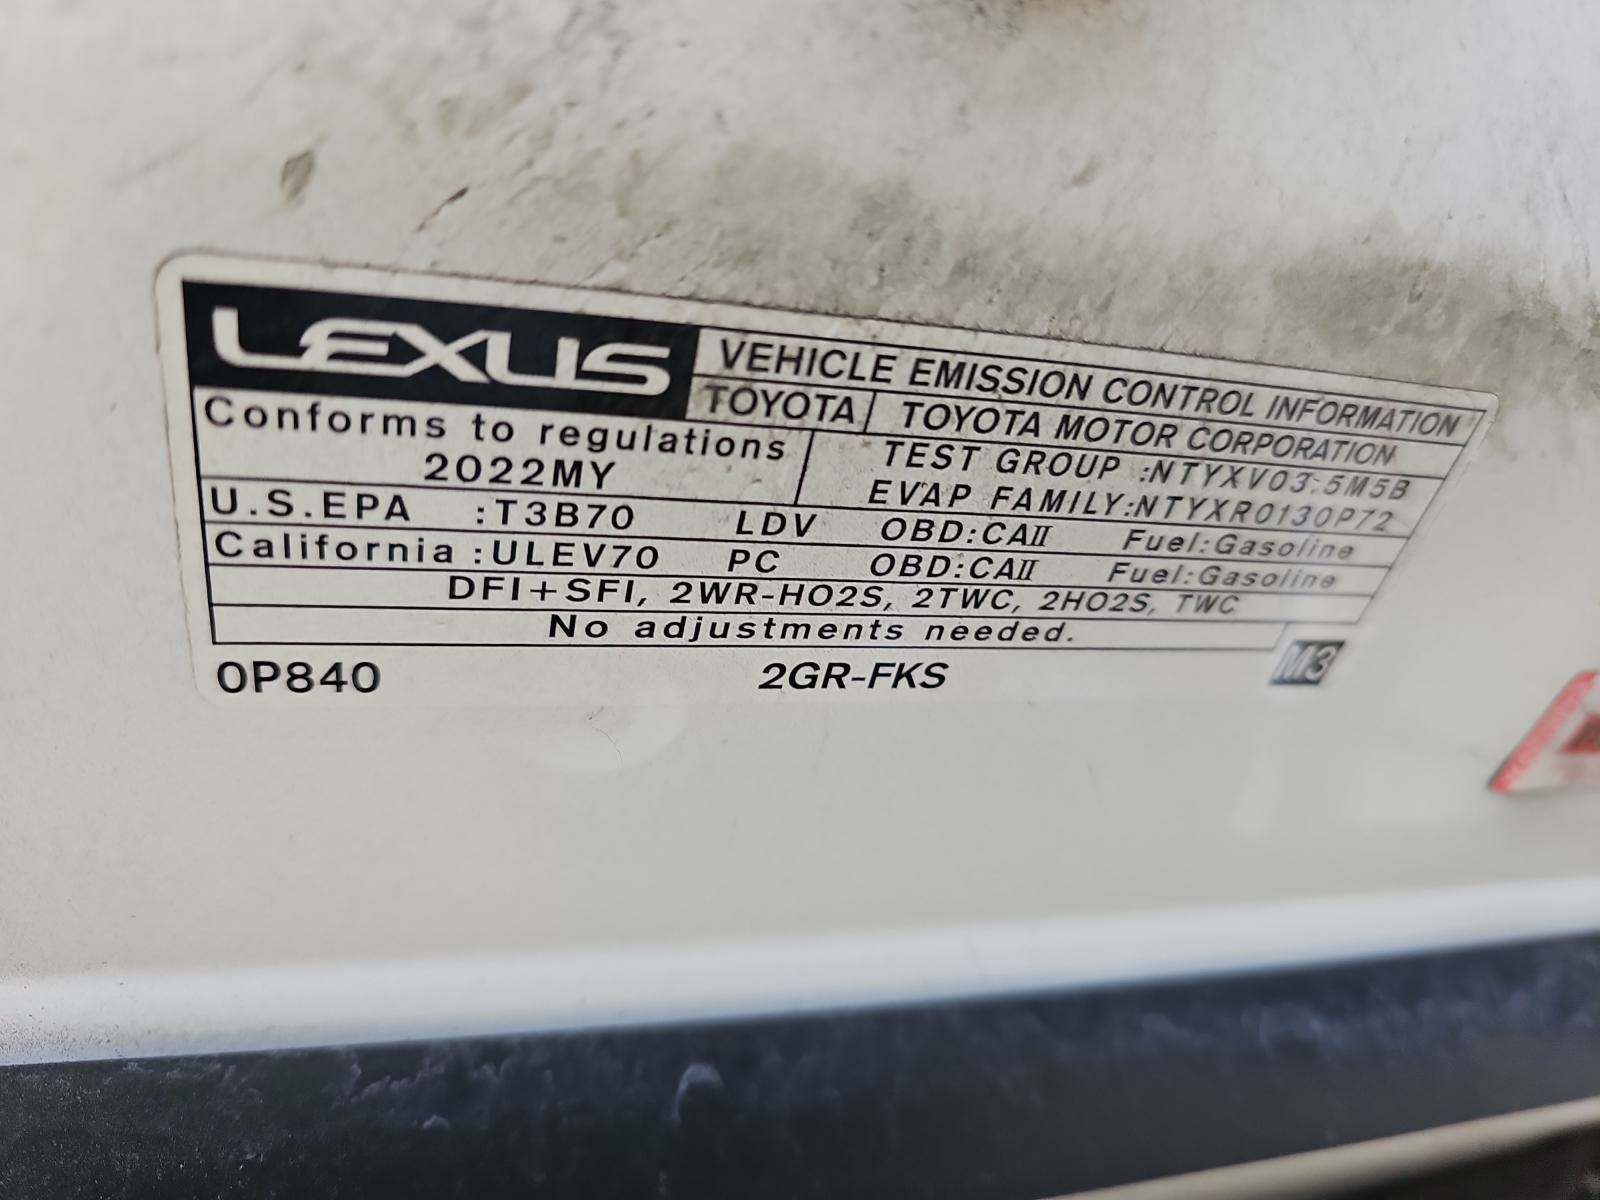 LEXUS
VEHICLE EMISSION CONTROL INFORMATION
TOYOTA TOYOTA MOTOR CORPORATION
Conforms to regulations
2022MY
TEST GROUP :NTYXV03.5M5B
EVAP FAMILY:NTYXR0130P72
U.S.EPA :T3B70 LDV OBD:CAII Fuel:Gasoline
California :ULEV70 PC OBD:CAII Fuel:Gasoline
DFI+SFI, 2WR-HO2S, 2TWC, 2HO2S, TWC
No adjustments needed.
0P840 2GR-FKS M3